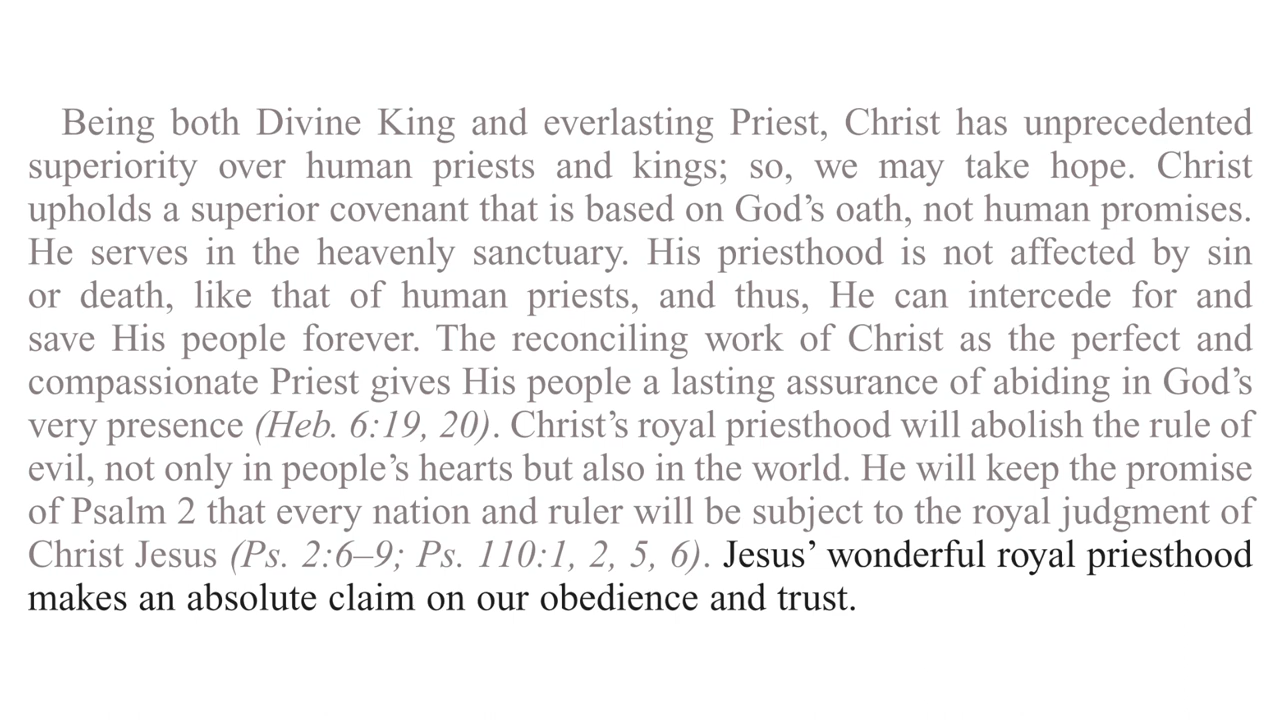 Being both Divine King and everlasting Priest, Christ has unprecedented
superiority over human priests and kings; so, we may take hope. Christ
upholds a superior covenant that is based on God’s oath, not human promises.
He serves in the heavenly sanctuary. His priesthood is not affected by sin
or death, like that of human priests, and thus, He can intercede for and
save His people forever. The reconciling work of Christ as the perfect and
compassionate Priest gives His people a lasting assurance of abiding in God’s
very presence (Heb. 6:19, 20). Christ’s royal priesthood will abolish the rule of
evil, not only in people’s hearts but also in the world. He will keep the promise
of Psalm 2 that every nation and ruler will be subject to the royal judgment of
Christ Jesus (Ps. 2:6–9; Ps. 110:1, 2, 5, 6). Jesus’ wonderful royal priesthood
makes an absolute claim on our obedience and trust.